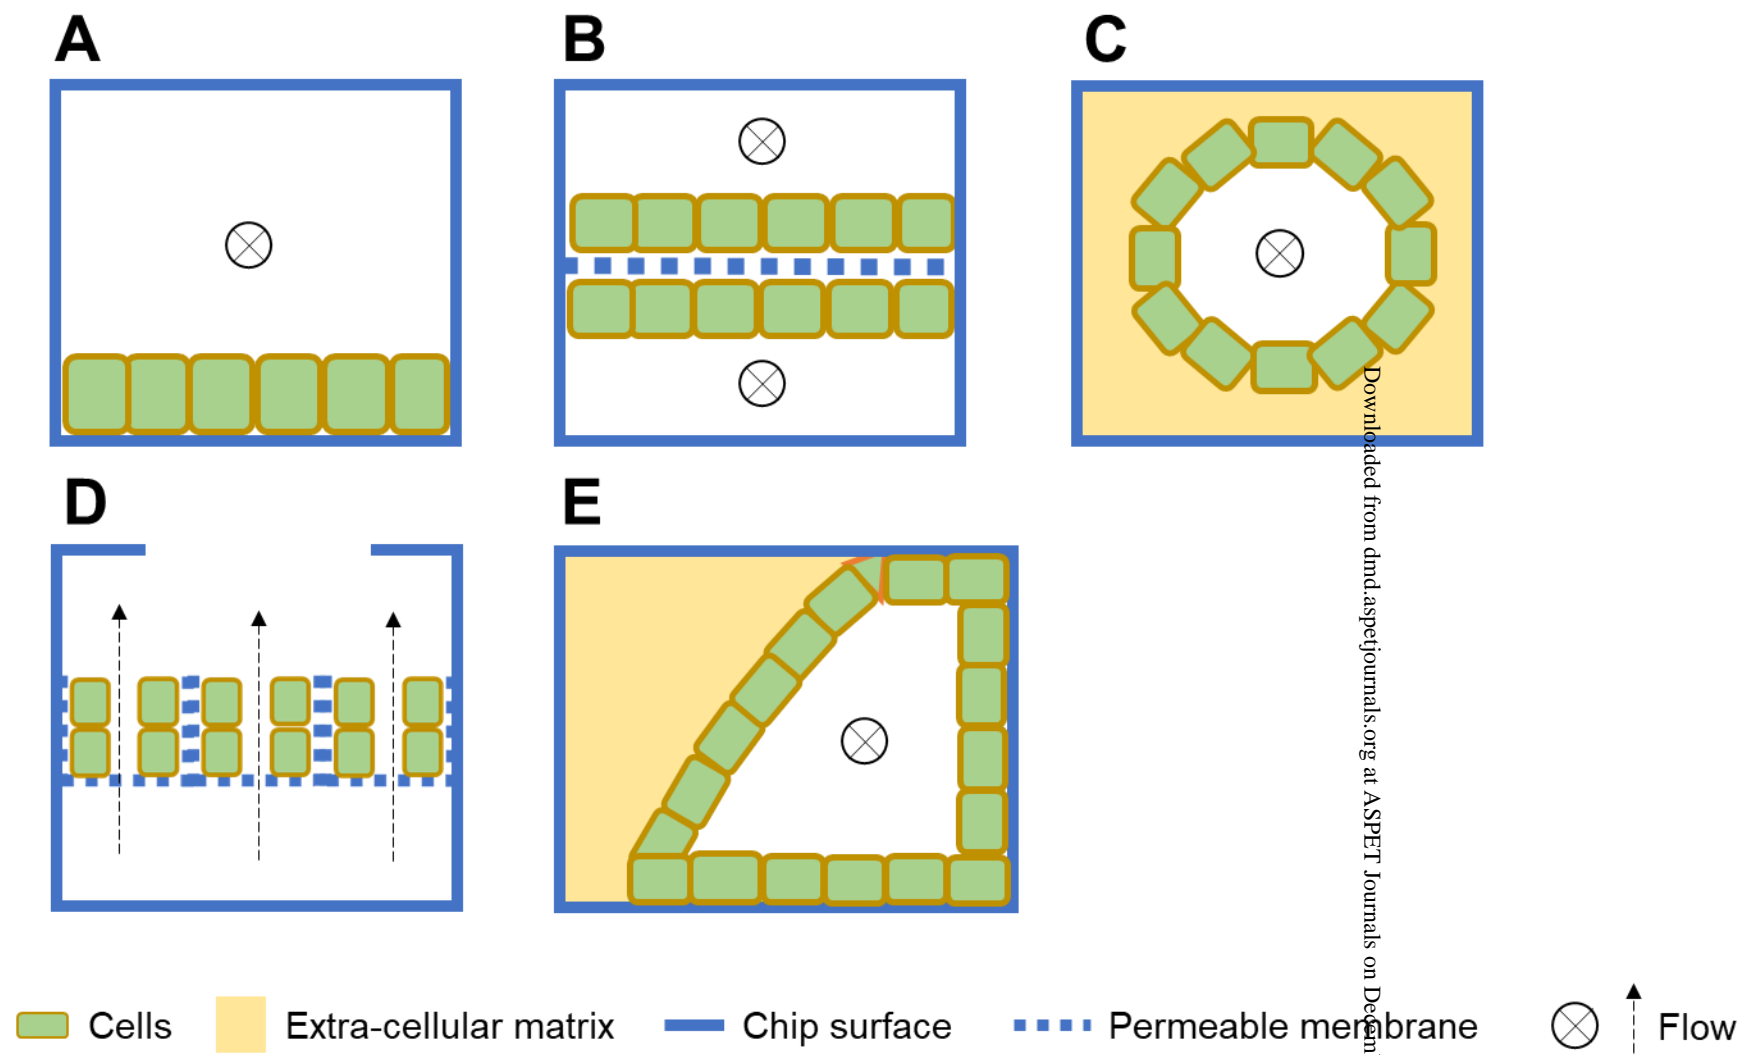 A
B
C
D
E
Cells
Extra-cellular matrix
Chip surface
Permeable membrane
Flow
Downloaded from dmd.aspetjournals.org at ASPET Journals on